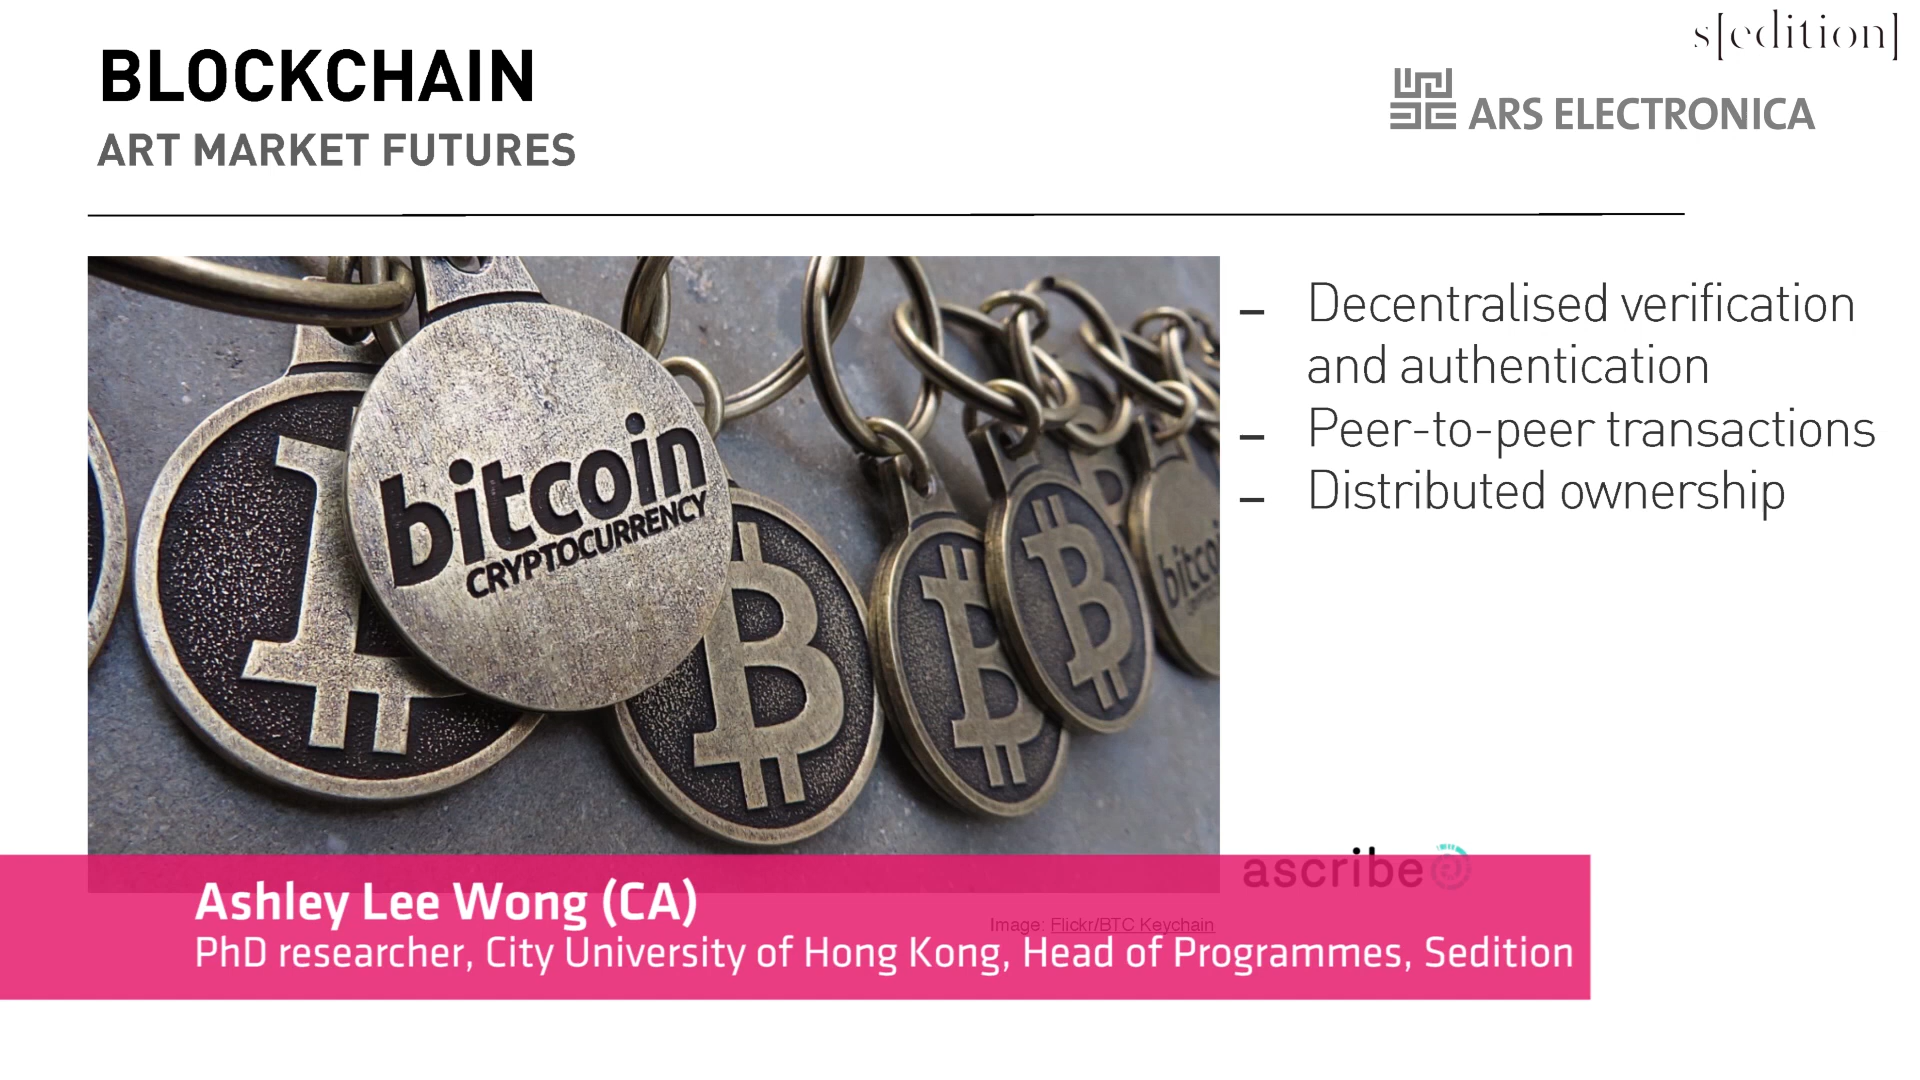 s[edition]
BLOCKCHAIN
ART MARKET FUTURES
ARS ELECTRONICA
bitcoin
CRYPTOCURRENCY
bitco
– Decentralised verification
and authentication
– Peer-to-peer transactions
– Distributed ownership
ascribe
Image: Flickr/BTC Keychain
Ashley Lee Wong (CA)
PhD researcher, City University of Hong Kong, Head of Programmes, Sedition